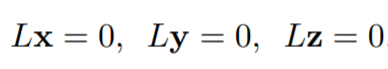 Lx = 0, Ly = 0, Lz = 0.